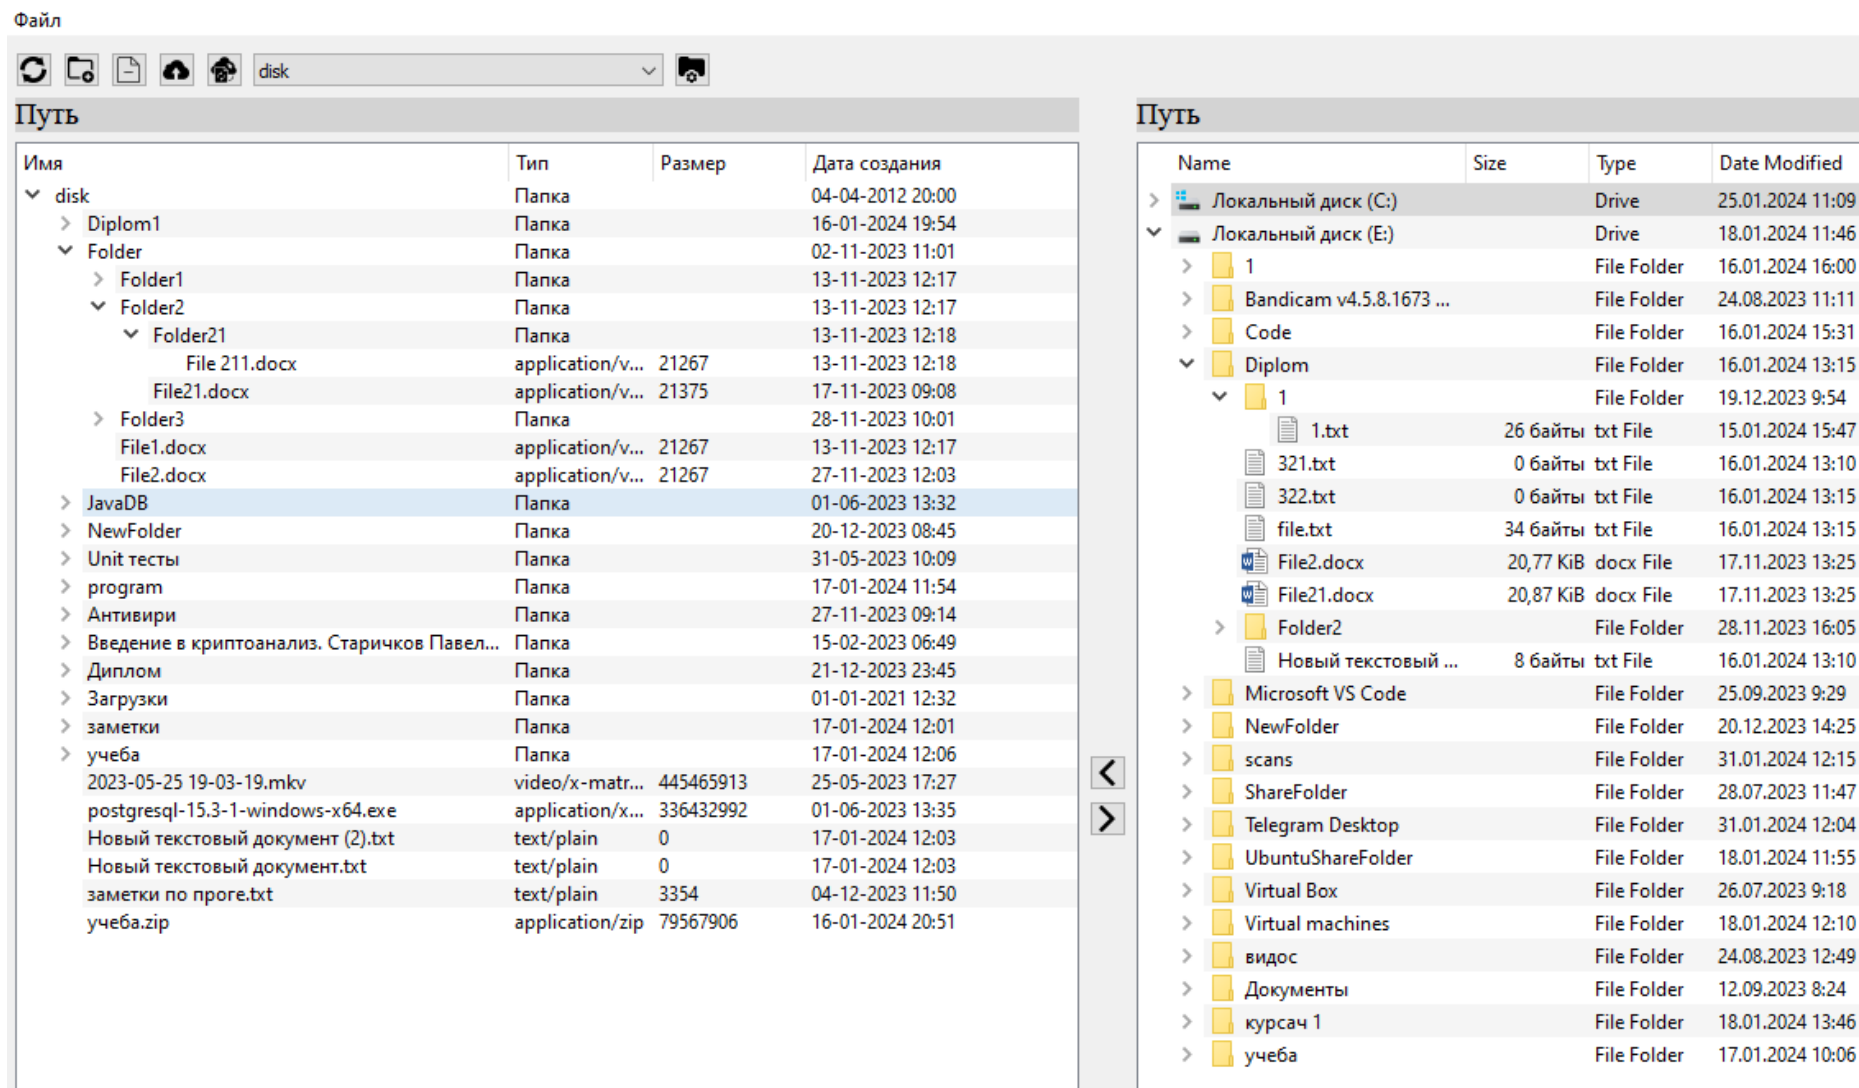 Файл
disk
Путь
Имя Тип Размер Дата создания
disk Папка 04-04-2012 20:00
Diplom1 Папка 16-01-2024 19:54
Folder Папка 02-11-2023 11:01
Folder1 Папка 13-11-2023 12:17
Folder2 Папка 13-11-2023 12:17
Folder21 Папка 13-11-2023 12:18
File 211.docx application/v... 21267 13-11-2023 12:18
File21.docx application/v... 21375 17-11-2023 09:08
Folder3 Папка 28-11-2023 10:01
File1.docx application/v... 21267 13-11-2023 12:17
File2.docx application/v... 21267 27-11-2023 12:03
JavaDB Папка 01-06-2023 13:32
NewFolder Папка 20-12-2023 08:45
Unit тесты Папка 31-05-2023 10:09
program Папка 17-01-2024 11:54
Антивири Папка 27-11-2023 09:14
Введение в криптоанализ. Старичков Павел... Папка 15-02-2023 06:49
Диплом Папка 21-12-2023 23:45
Загрузки Папка 01-01-2021 12:32
заметки Папка 17-01-2024 12:01
учеба Папка 17-01-2024 12:06
2023-05-25 19-03-19.mkv video/x-matr... 445465913 25-05-2023 17:27
postgresql-15.3-1-windows-x64.exe application/x... 336432992 01-06-2023 13:35
Новый текстовый документ (2).txt text/plain 0 17-01-2024 12:03
Новый текстовый документ.txt text/plain 0 17-01-2024 12:03
заметки по проге.txt text/plain 3354 04-12-2023 11:50
учеба.zip application/zip 79567906 16-01-2024 20:51
Путь
Name Size Type Date Modified
Локальный диск (C:) Drive 25.01.2024 11:09
Локальный диск (E:) Drive 18.01.2024 11:46
1 File Folder 16.01.2024 16:00
Bandicam v4.5.8.1673 ... File Folder 24.08.2023 11:11
Code File Folder 16.01.2024 15:31
Diplom File Folder 16.01.2024 13:15
1 File Folder 19.12.2023 9:54
1.txt 26 байты txt File 15.01.2024 15:47
321.txt 0 байты txt File 16.01.2024 13:10
322.txt 0 байты txt File 16.01.2024 13:15
file.txt 34 байты txt File 16.01.2024 13:15
File2.docx 20,77 KiB docx File 17.11.2023 13:25
File21.docx 20,87 KiB docx File 17.11.2023 13:25
Folder2 File Folder 28.11.2023 16:05
Новый текстовый ... 8 байты txt File 16.01.2024 13:10
Microsoft VS Code File Folder 25.09.2023 9:29
NewFolder File Folder 20.12.2023 14:25
scans File Folder 31.01.2024 12:15
ShareFolder File Folder 28.07.2023 11:47
Telegram Desktop File Folder 31.01.2024 12:04
UbuntuShareFolder File Folder 18.01.2024 11:55
Virtual Box File Folder 26.07.2023 9:18
Virtual machines File Folder 18.01.2024 12:10
видос File Folder 24.08.2023 12:49
Документы File Folder 12.09.2023 8:24
курсач 1 File Folder 18.01.2024 13:46
учеба File Folder 17.01.2024 10:06